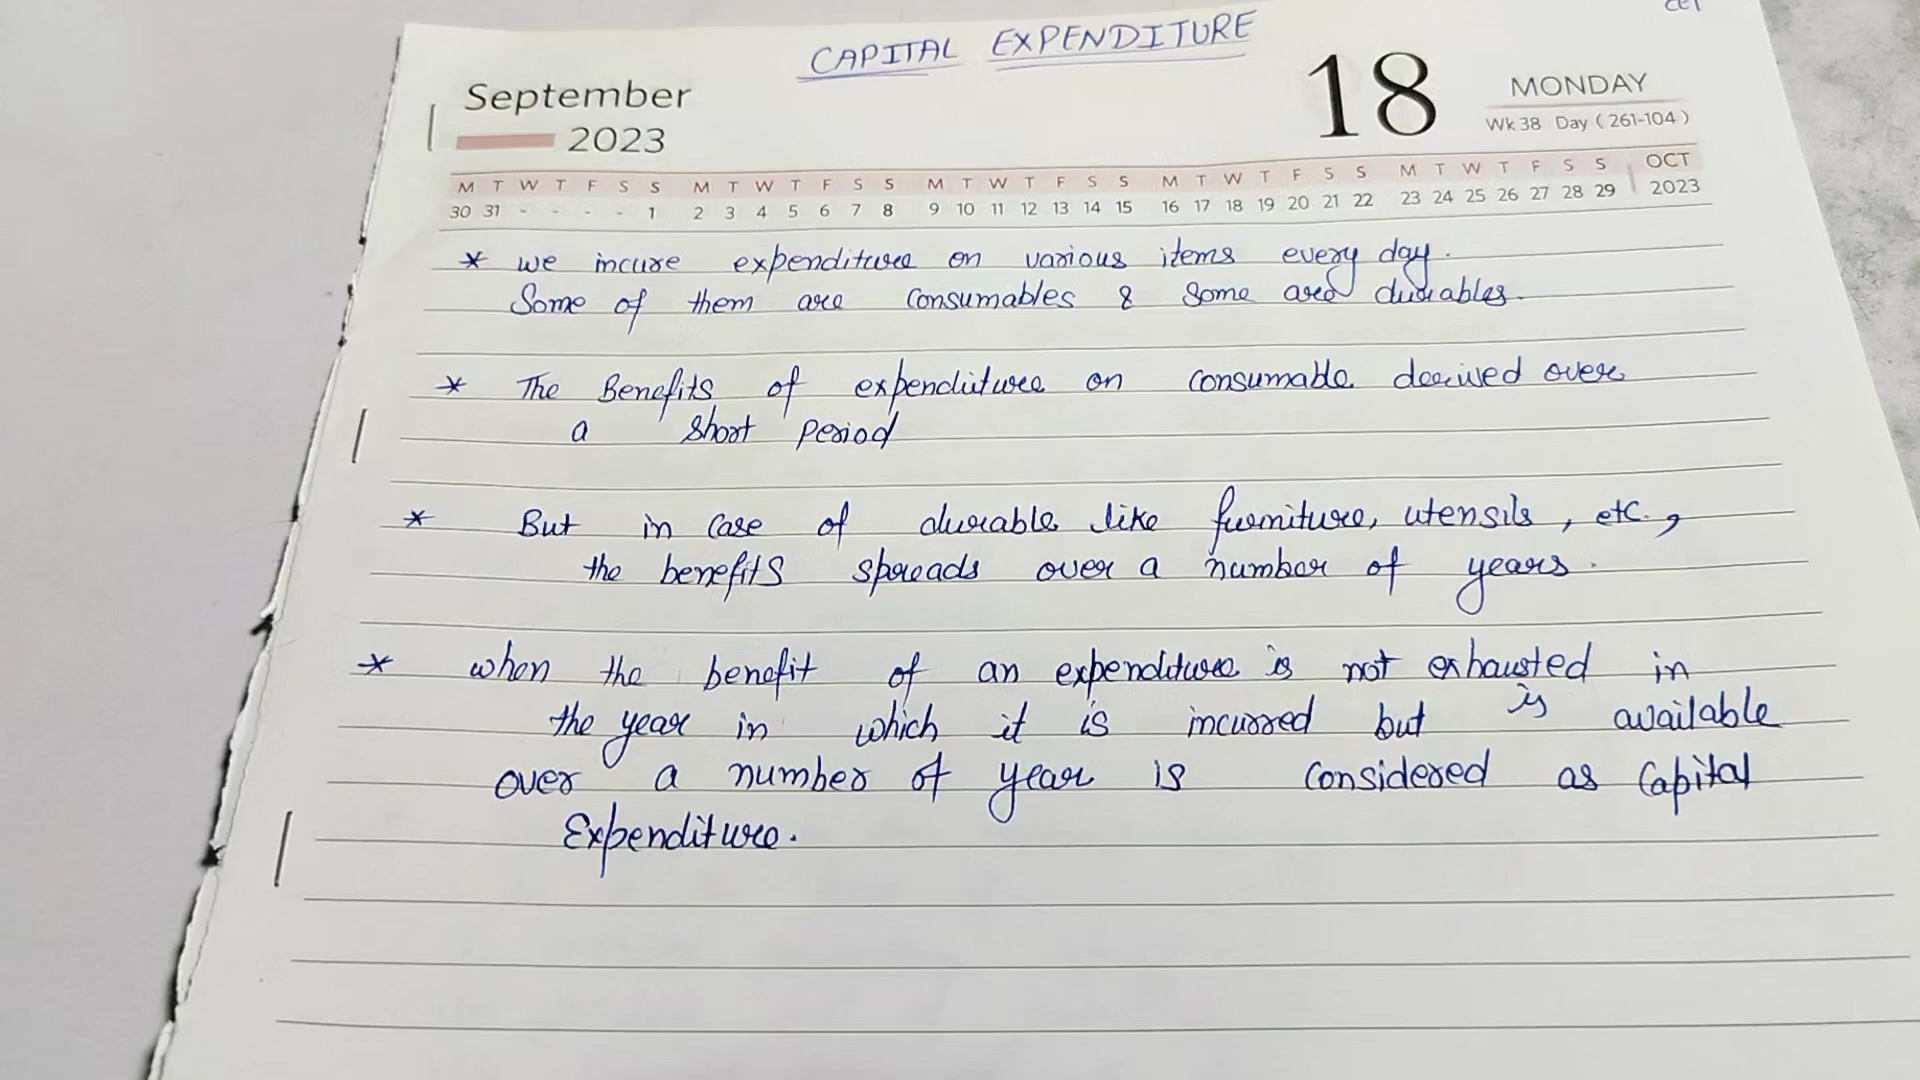 CAPITAL EXPENDITURE
September
2023
18
MONDAY
Wk 38 Day ( 261-104 )
M T W T F S S M T W T F S S M T W T F S S M T W T F S S M T W T F S S OCT
30 31 - - - - 1 2 3 4 5 6 7 8 9 10 11 12 13 14 15 16 17 18 19 20 21 22 23 24 25 26 27 28 29 2023
* we incure expenditure on various items every day.
Some of them are Consumables & Some are durables.
* The Benefits of expenditure on Consumable derived over
a short Period
* But in Case of durable like furniture, utensils, etc.,
the benefits spreads over a number of years.
* when the benefit of an expenditure is not exhausted in
the year in which it is incurred but is available
over a number of year is Considered as Capital
Expenditure.